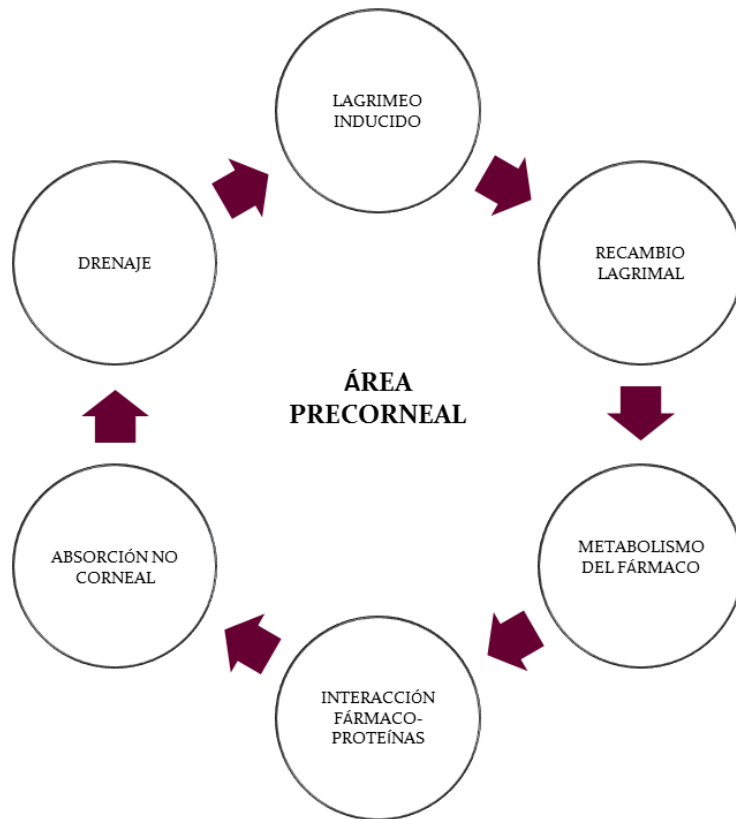 LAGRIMEO
INDUCIDO
RECAMBIO
LAGRIMAL
METABOLISMO
DEL FÁRMACO
INTERACCIÓN
FÁRMACO-
PROTEÍNAS
ABSORCIÓN NO
CORNEAL
DRENAJE
ÁREA
PRECORNEAL